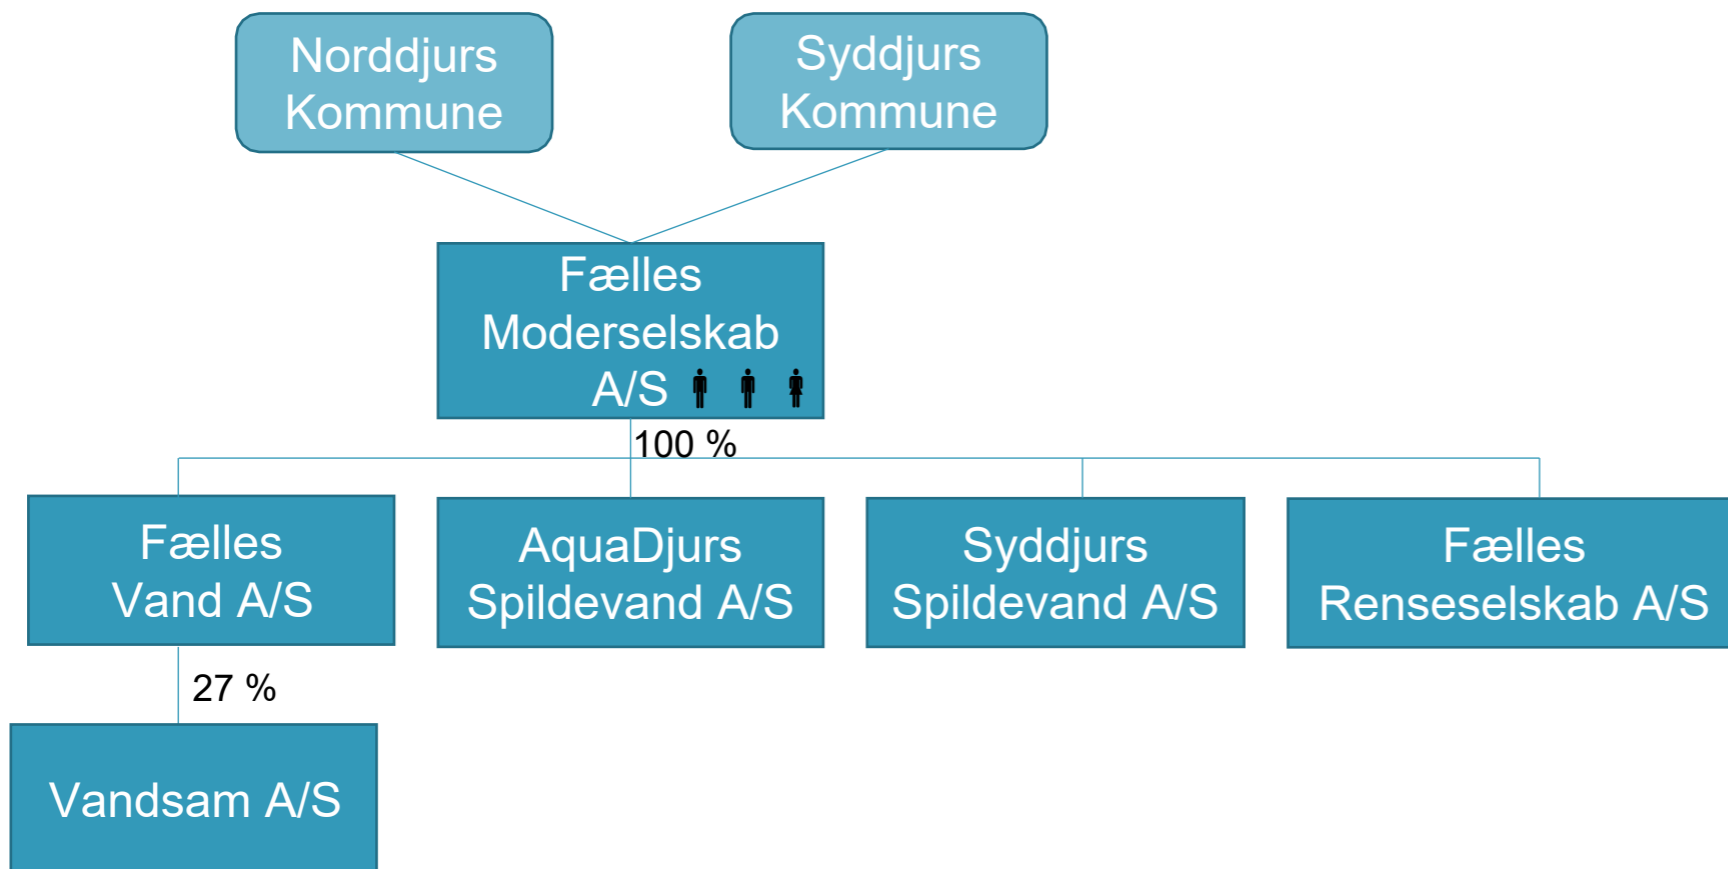 Norddjurs
Kommune
Syddjurs
Kommune
Fælles
Moderselskab
A/S
100 %
Fælles
Vand A/S
AquaDjurs
Spildevand A/S
Syddjurs
Spildevand A/S
Fælles
Renseselskab A/S
27 %
Vandsam A/S